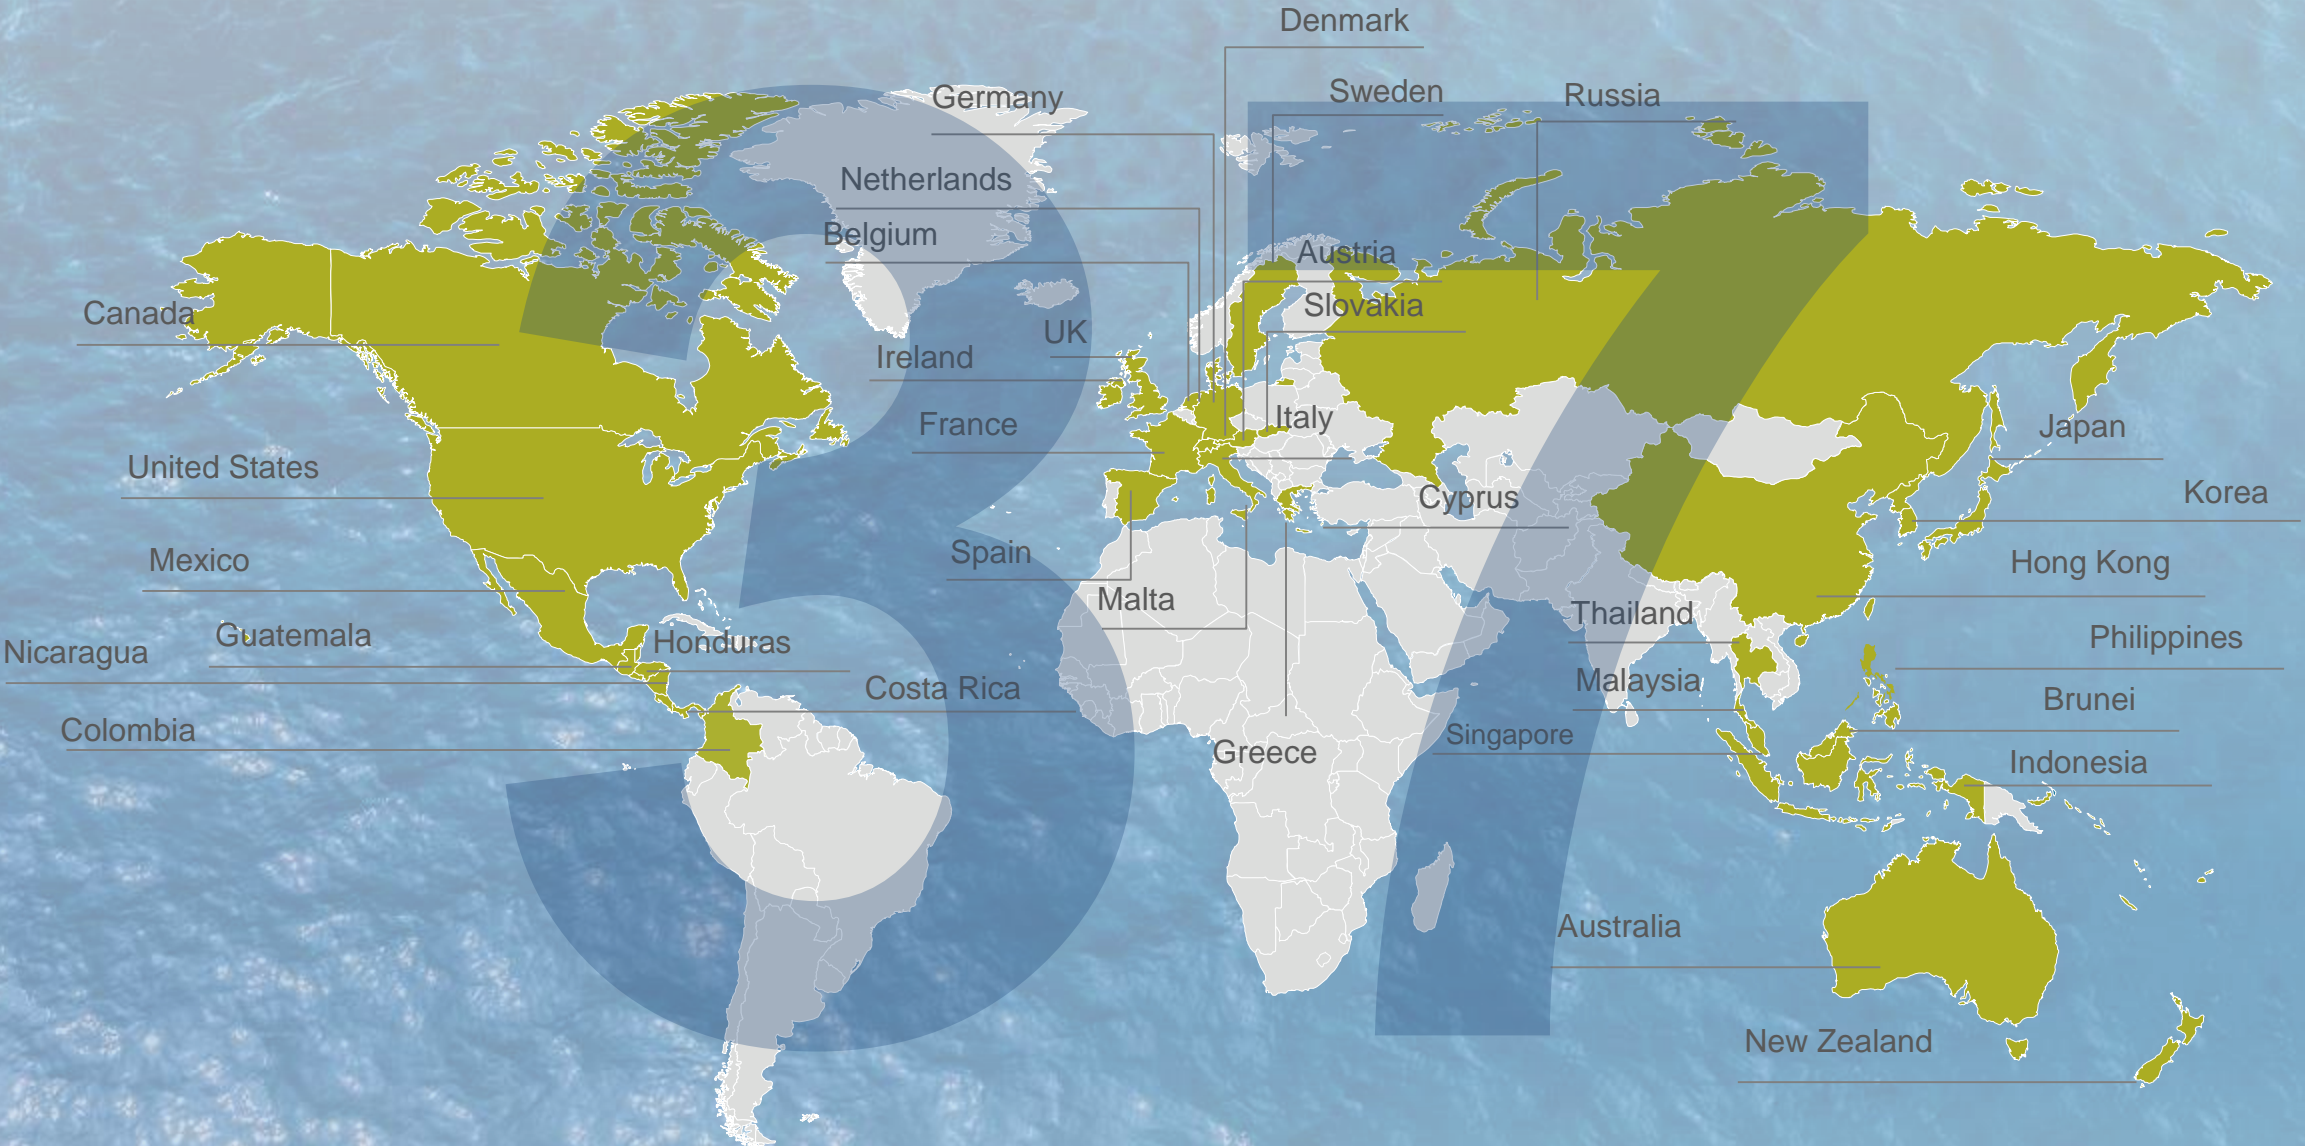 Denmark
Sweden
Russia
Germany
Netherlands
Belgium
Austria
Slovakia
Canada
UK
Ireland
France
Italy
Japan
United States
Cyprus
Korea
Spain
Mexico
Hong Kong
Malta
Thailand
Guatemala
Honduras
Nicaragua
Philippines
Costa Rica
Malaysia
Brunei
Colombia
Singapore
Greece
Indonesia
Australia
New Zealand
37